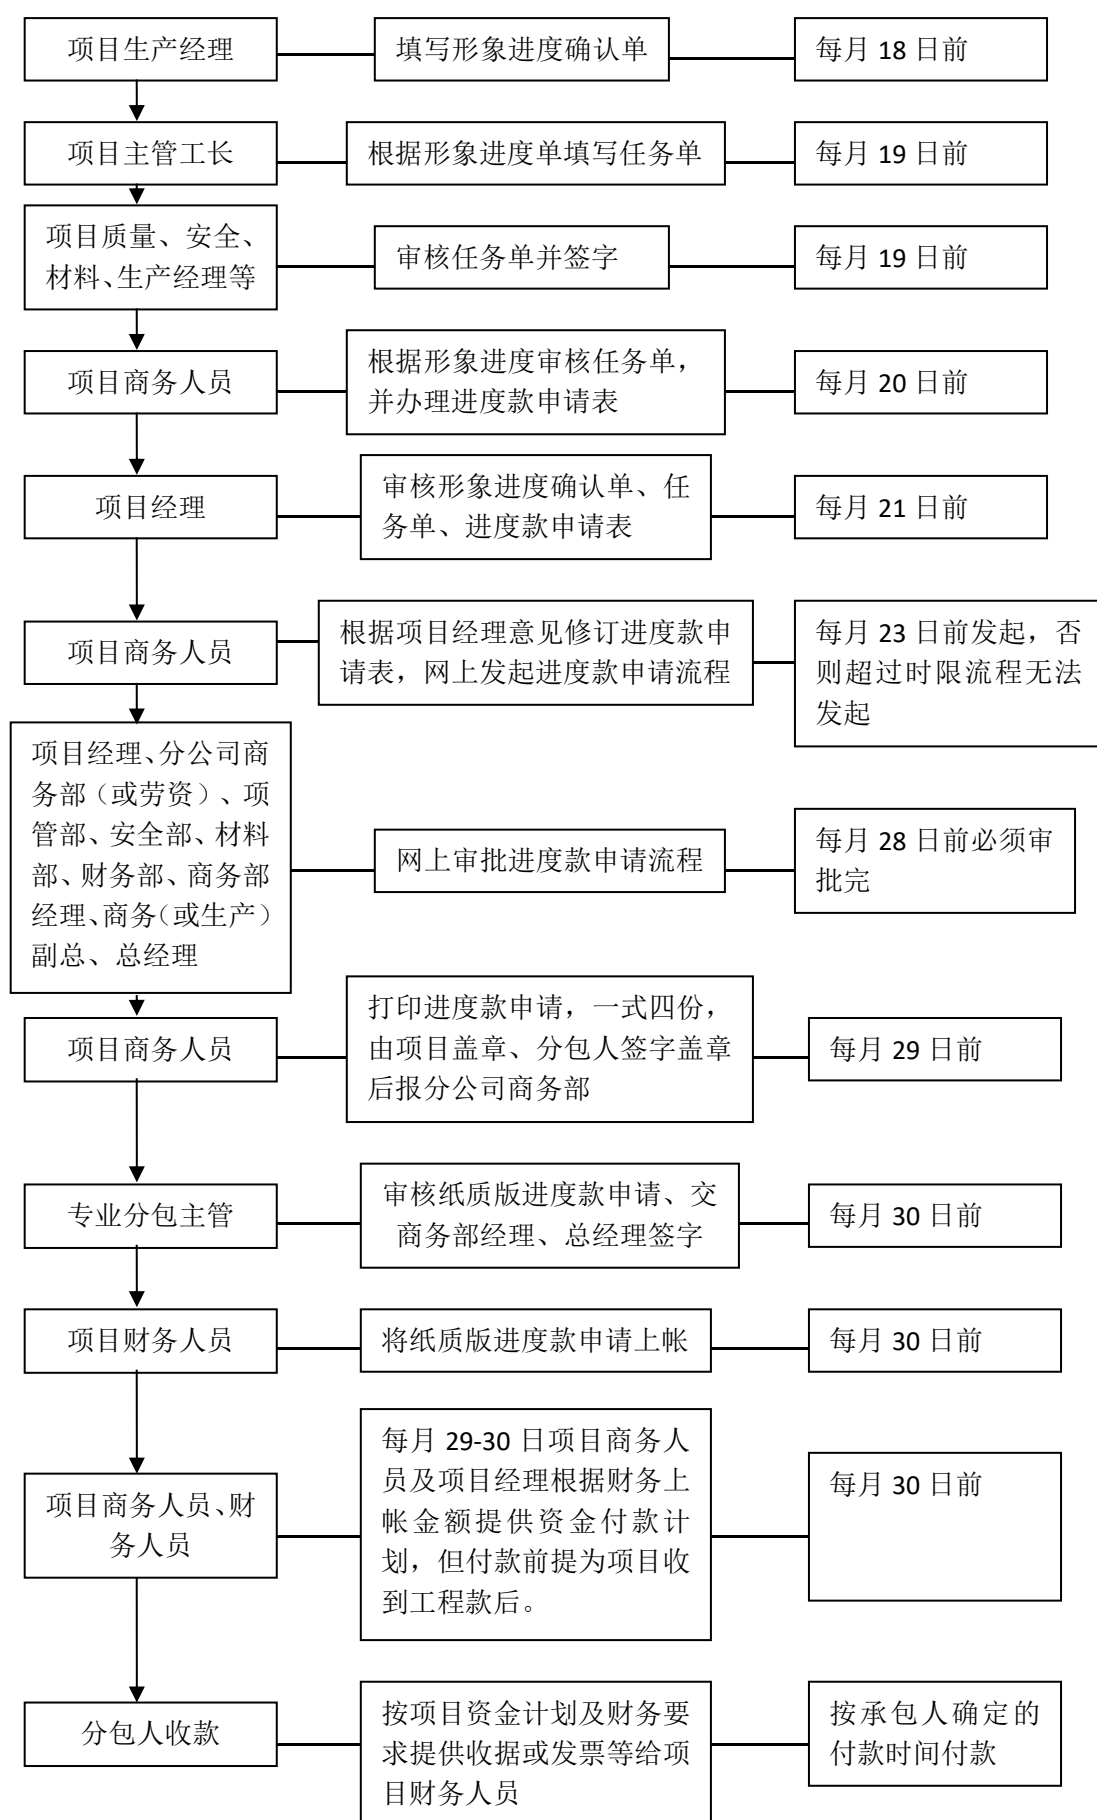 项目生产经理
填写形象进度确认单
每月 18 日前
项目主管工长
根据形象进度单填写任务单
每月 19 日前
项目质量、安全、
材料、生产经理等
审核任务单并签字
每月 19 日前
项目商务人员
根据形象进度审核任务单，
并办理进度款申请表
每月 20 日前
项目经理
审核形象进度确认单、任
务单、进度款申请表
每月 21 日前
项目商务人员
根据项目经理意见修订进度款申
请表，网上发起进度款申请流程
每月 23 日前发起，否
则超过时限流程无法
发起
项目经理、分公司商
务部（或劳资）、项
管部、安全部、材料
部、财务部、商务部
经理、商务（或生产）
副总、总经理
网上审批进度款申请流程
每月 28 日前必须审
批完
项目商务人员
打印进度款申请，一式四份，
由项目盖章、分包人签字盖章
后报分公司商务部
每月 29 日前
专业分包主管
审核纸质版进度款申请、交
商务部经理、总经理签字
每月 30 日前
项目财务人员
将纸质版进度款申请上帐
每月 30 日前
项目商务人员、财
务人员
每月 29-30 日项目商务人
员及项目经理根据财务上
帐金额提供资金付款计
划，但付款前提为项目收
到工程款后。
每月 30 日前
分包人收款
按项目资金计划及财务要
求提供收据或发票等给项
目财务人员
按承包人确定的
付款时间付款